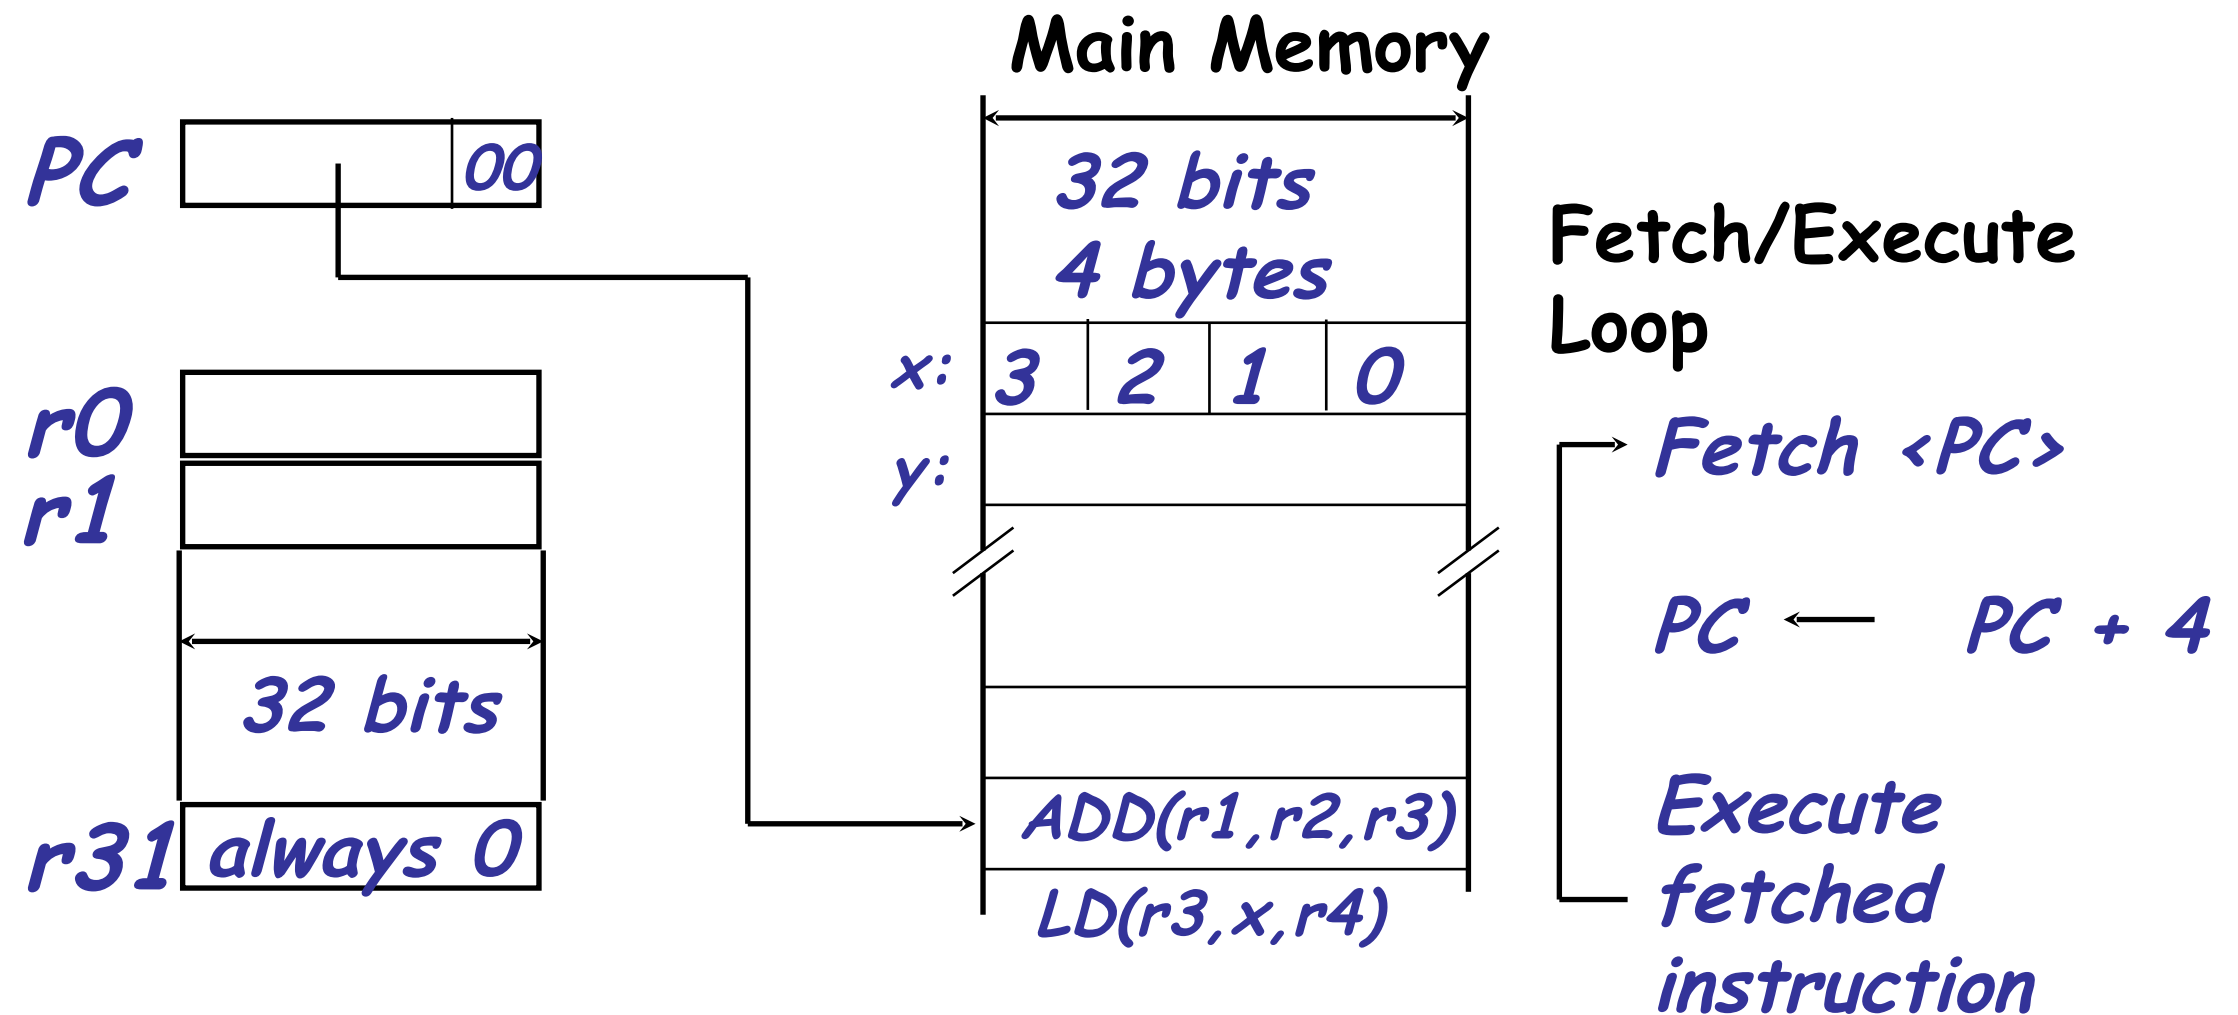 Main Memory
PC
00
32 bits
4 bytes
Fetch/Execute
Loop
x:
3 2 1 0
r0
Fetch <PC>
r1
y:
PC
PC + 4
32 bits
ADD(r1,r2,r3)
Execute
r31
always 0
fetched
LD(r3,x,r4)
instruction